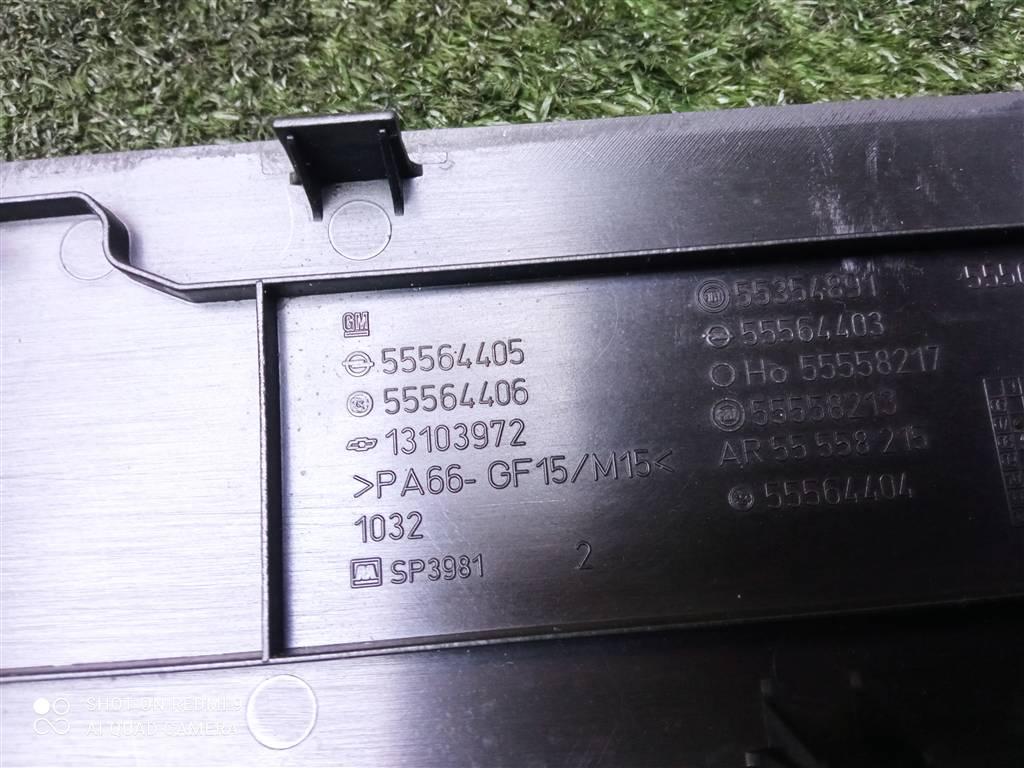 GM
55564405
55564406
13103972
>PA66- GF15/M15<
1032
SP3981 2
55354891
55564403
Ho 55558217
55558213
AR 55 558 215
55564404
SHOT ON REDMI 9
AI QUAD CAMERA